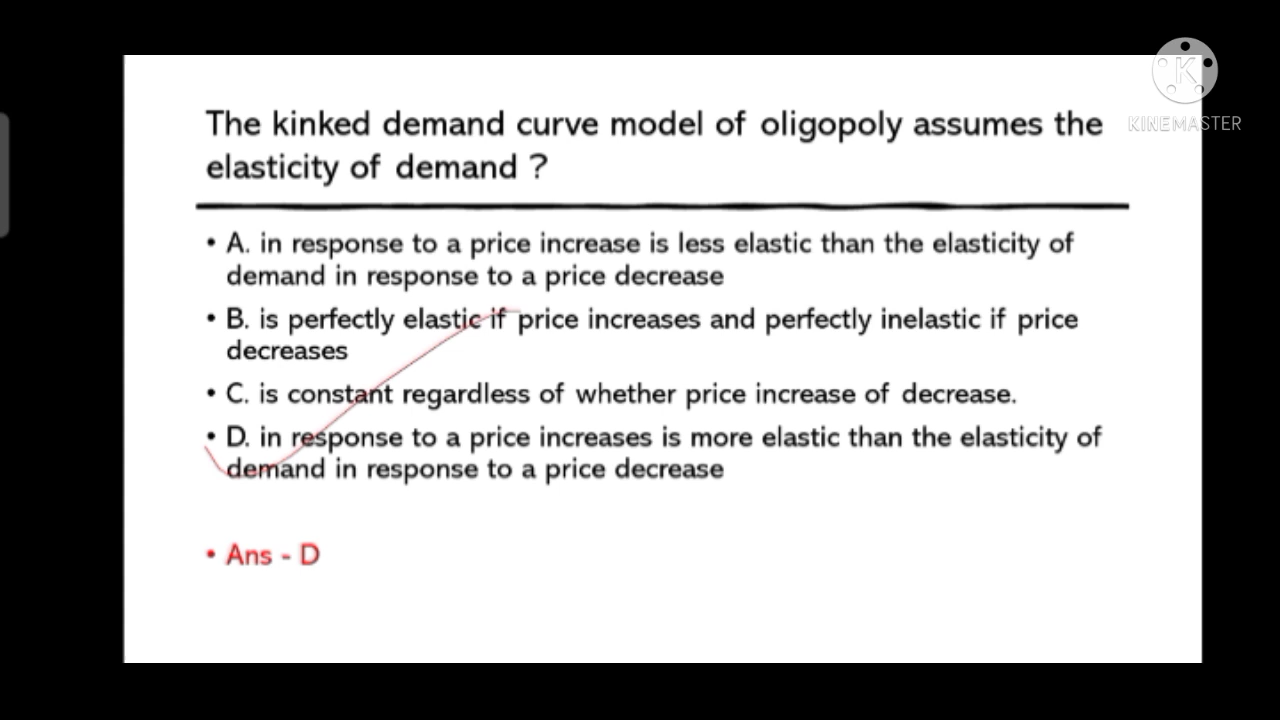 The kinked demand curve model of oligopoly assumes the
elasticity of demand ?
• A. in response to a price increase is less elastic than the elasticity of
demand in response to a price decrease
• B. is perfectly elastic if price increases and perfectly inelastic if price
decreases
• C. is constant regardless of whether price increase of decrease.
• D. in response to a price increases is more elastic than the elasticity of
demand in response to a price decrease
• Ans - D
K
KINEMASTER